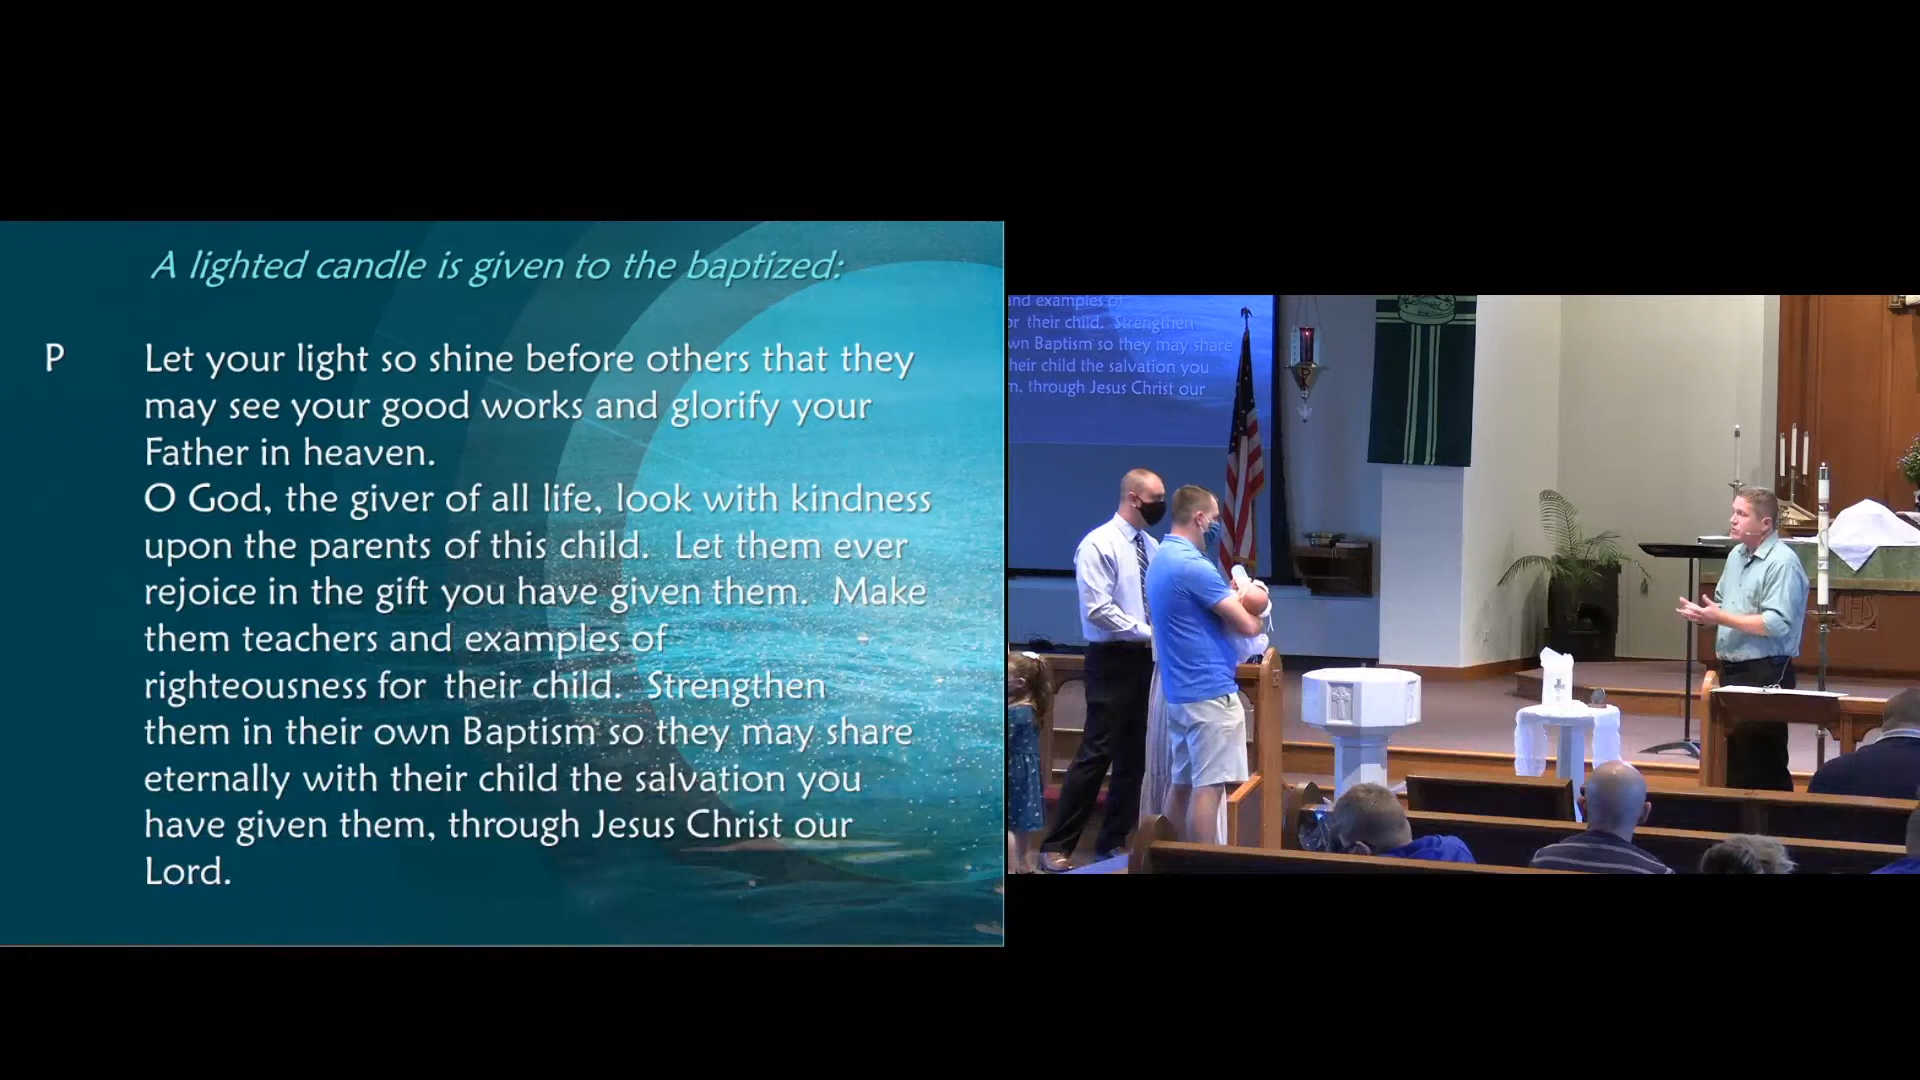 A lighted candle is given to the baptized:
P Let your light so shine before others that they
may see your good works and glorify your
Father in heaven.
O God, the giver of all life, look with kindness
upon the parents of this child. Let them ever
rejoice in the gift you have given them. Make
them teachers and examples of
righteousness for their child. Strengthen
them in their own Baptism so they may share
eternally with their child the salvation you
have given them, through Jesus Christ our
Lord.
and examples of
or their child. Strengthen
wn Baptism so they may share
heir child the salvation you
m, through Jesus Christ our
IHS